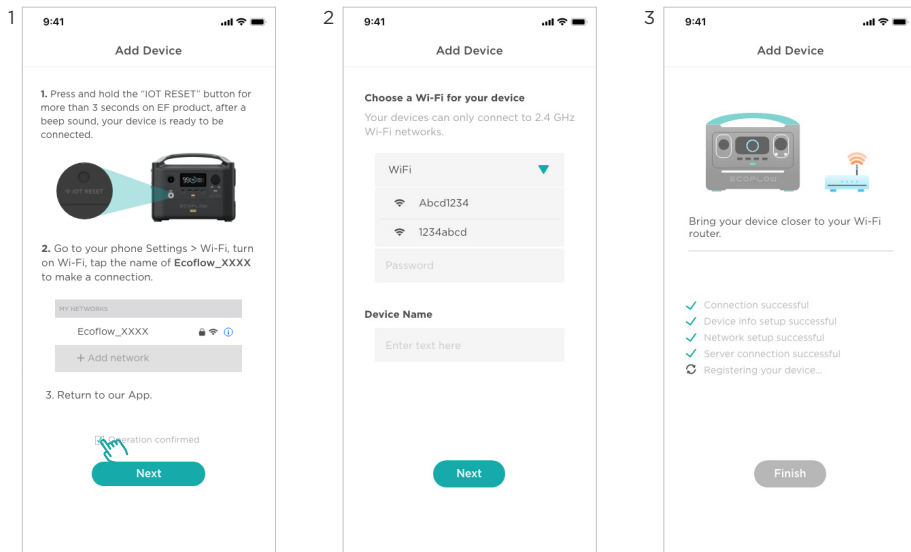 1
9:41
Add Device
1. Press and hold the "IOT RESET" button for
more than 3 seconds on EF product, after a
beep sound, your device is ready to be
connected.
IOT RESET
ECOFLOW
2. Go to your phone Settings > Wi-Fi, turn
on Wi-Fi, tap the name of Ecoflow_XXXX
to make a connection.
MY NETWORKS
Ecoflow_XXXX
+ Add network
3. Return to our App.
Operation confirmed
Next
2
9:41
Add Device
Choose a Wi-Fi for your device
Your devices can only connect to 2.4 GHz
Wi-Fi networks.
WiFi
Abcd1234
1234abcd
Password
Device Name
Enter text here
Next
3
9:41
Add Device
ECOFLOW
Bring your device closer to your Wi-Fi
router.
Connection successful
Device info setup successful
Network setup successful
Server connection successful
Registering your device...
Finish